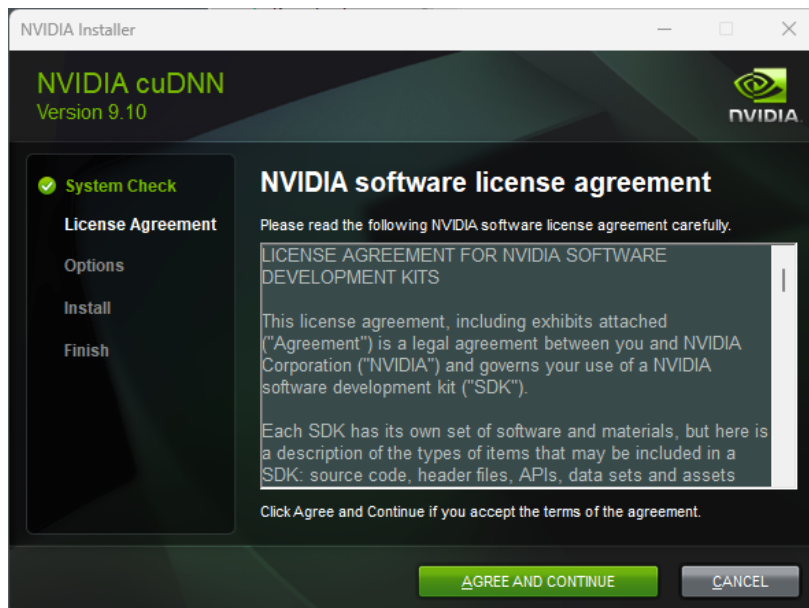 NVIDIA Installer
NVIDIA cuDNN
Version 9.10
NVIDIA.
System Check
License Agreement
Options
Install
Finish
NVIDIA software license agreement
Please read the following NVIDIA software license agreement carefully.
LICENSE AGREEMENT FOR NVIDIA SOFTWARE
DEVELOPMENT KITS
This license agreement, including exhibits attached
("Agreement") is a legal agreement between you and NVIDIA
Corporation ("NVIDIA") and governs your use of a NVIDIA
software development kit ("SDK").
Each SDK has its own set of software and materials, but here is
a description of the types of items that may be included in a
SDK: source code, header files, APIs, data sets and assets
Click Agree and Continue if you accept the terms of the agreement.
AGREE AND CONTINUE
CANCEL